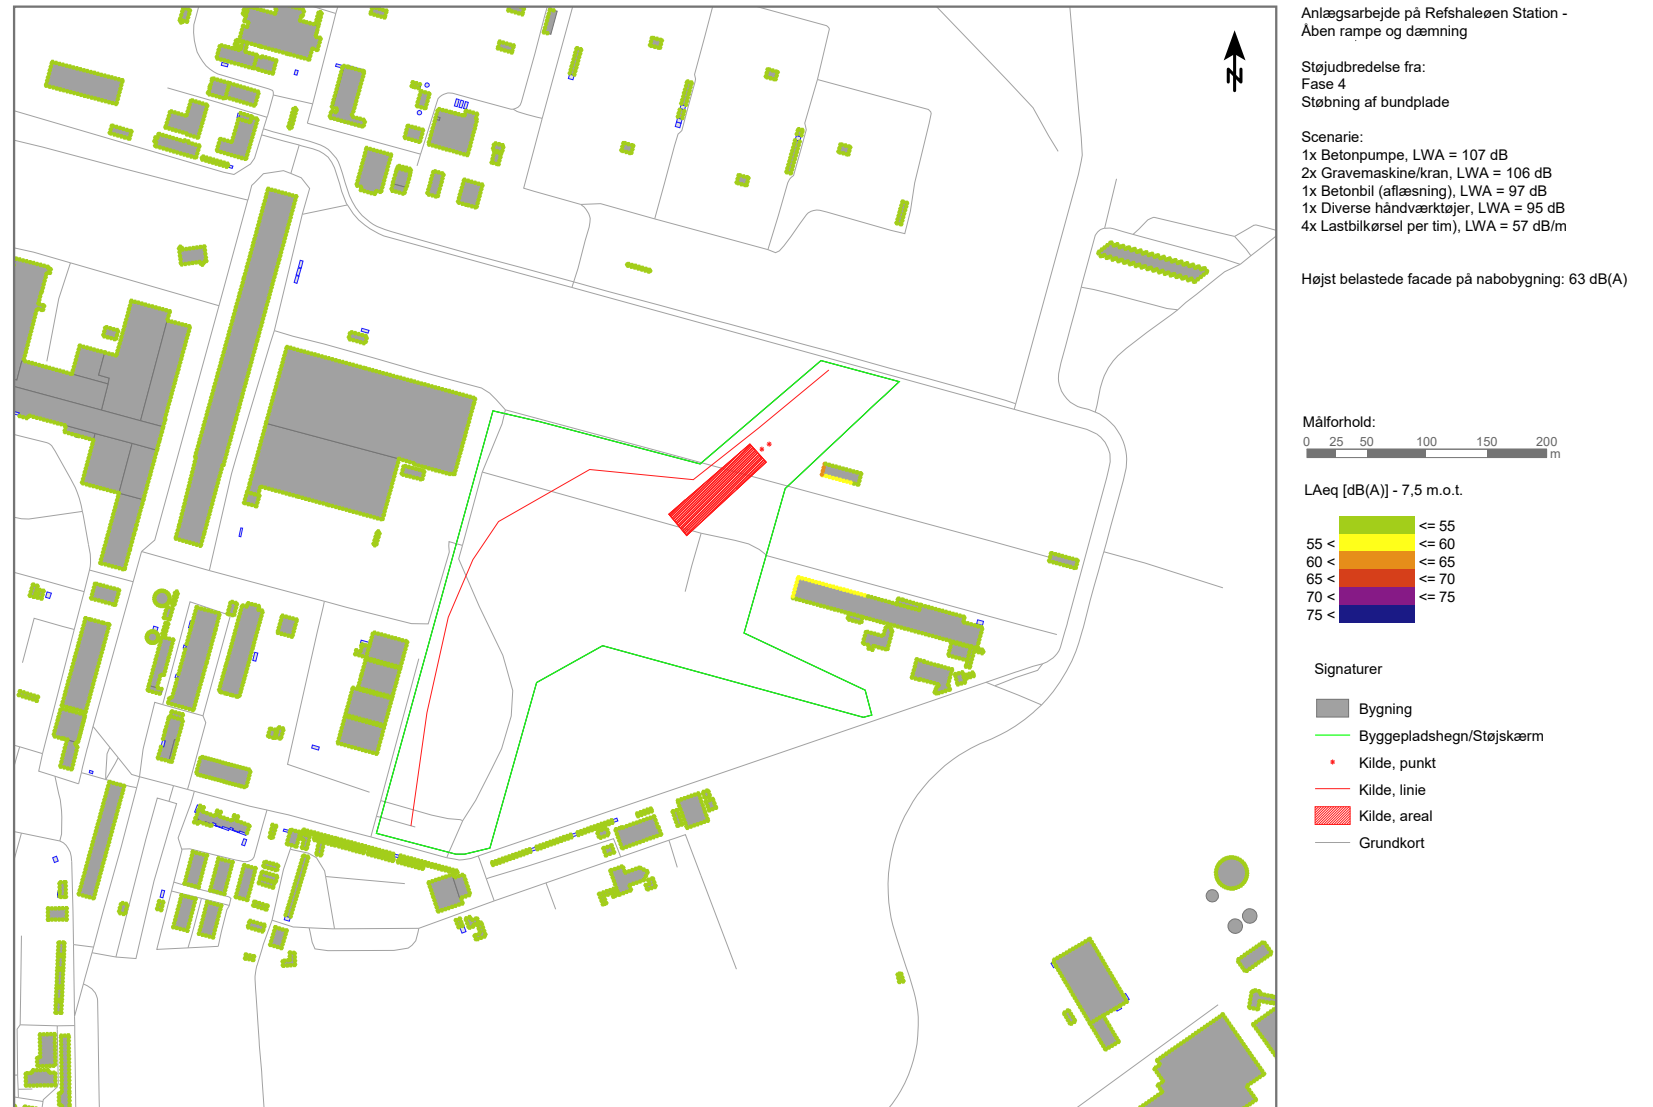 Anlægsarbejde på Refshaleøen Station -
Åben rampe og dæmning
Støjudbredelse fra:
Fase 4
Støbning af bundplade
Scenarie:
1x Betonpumpe, LWA = 107 dB
2x Gravemaskine/kran, LWA = 106 dB
1x Betonbil (aflæsning), LWA = 97 dB
1x Diverse håndværktøjer, LWA = 95 dB
4x Lastbilkørsel per tim), LWA = 57 dB/m
Højst belastede facade på nabobygning: 63 dB(A)
N
Målforhold:
0 25 50 100 150 200
m
LAeq [dB(A)] - 7,5 m.o.t.
<= 55
55 < <= 60
60 < <= 65
65 < <= 70
70 < <= 75
75 <
Signaturer
Bygning
Byggepladshegn/Støjskærm
Kilde, punkt
Kilde, linie
Kilde, areal
Grundkort